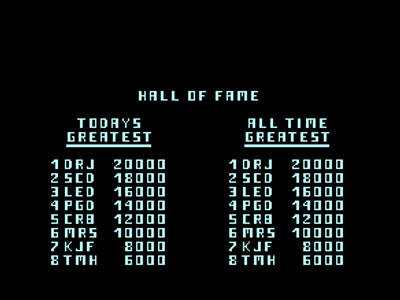 HALL OF FAME
TODAYS ALL TIME
GREATEST GREATEST
1 DRJ 20000 1 DRJ 20000
2 SCD 18000 2 SCD 18000
3 LED 16000 3 LED 16000
4 PGD 14000 4 PGD 14000
5 CRB 12000 5 CRB 12000
6 MRS 10000 6 MRS 10000
7 KJF 8000 7 KJF 8000
8 TMH 6000 8 TMH 6000